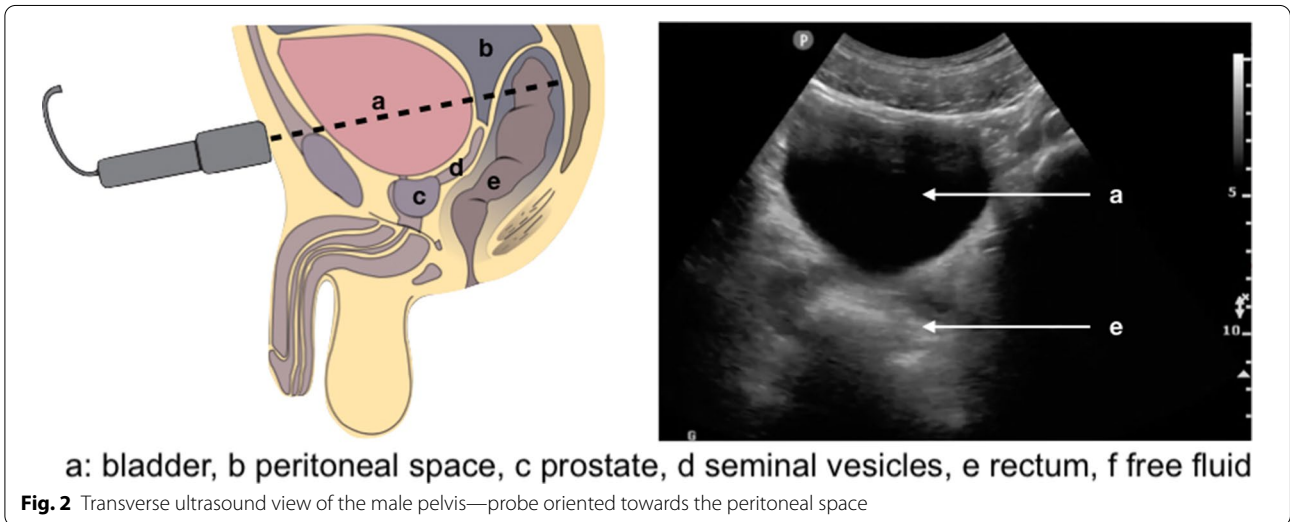 b
P
a
d
c
e
5
a
e
10
G
a: bladder, b peritoneal space, c prostate, d seminal vesicles, e rectum, f free fluid
Fig. 2 Transverse ultrasound view of the male pelvis—probe oriented towards the peritoneal space